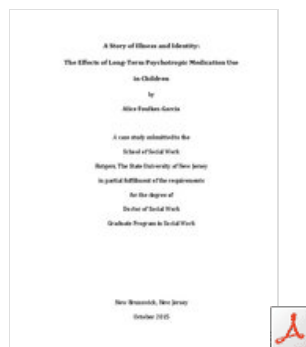 A Story of Illness and Identity:
The Effects of Long-Term Psychotropic Medication Use
in Children
by
Alice Foulkes-Garcia
A case study submitted to the
School of Social Work
Rutgers, The State University of New Jersey
in partial fulfillment of the requirements
for the degree of
Doctor of Social Work
Graduate Program in Social Work
New Brunswick, New Jersey
October 2015